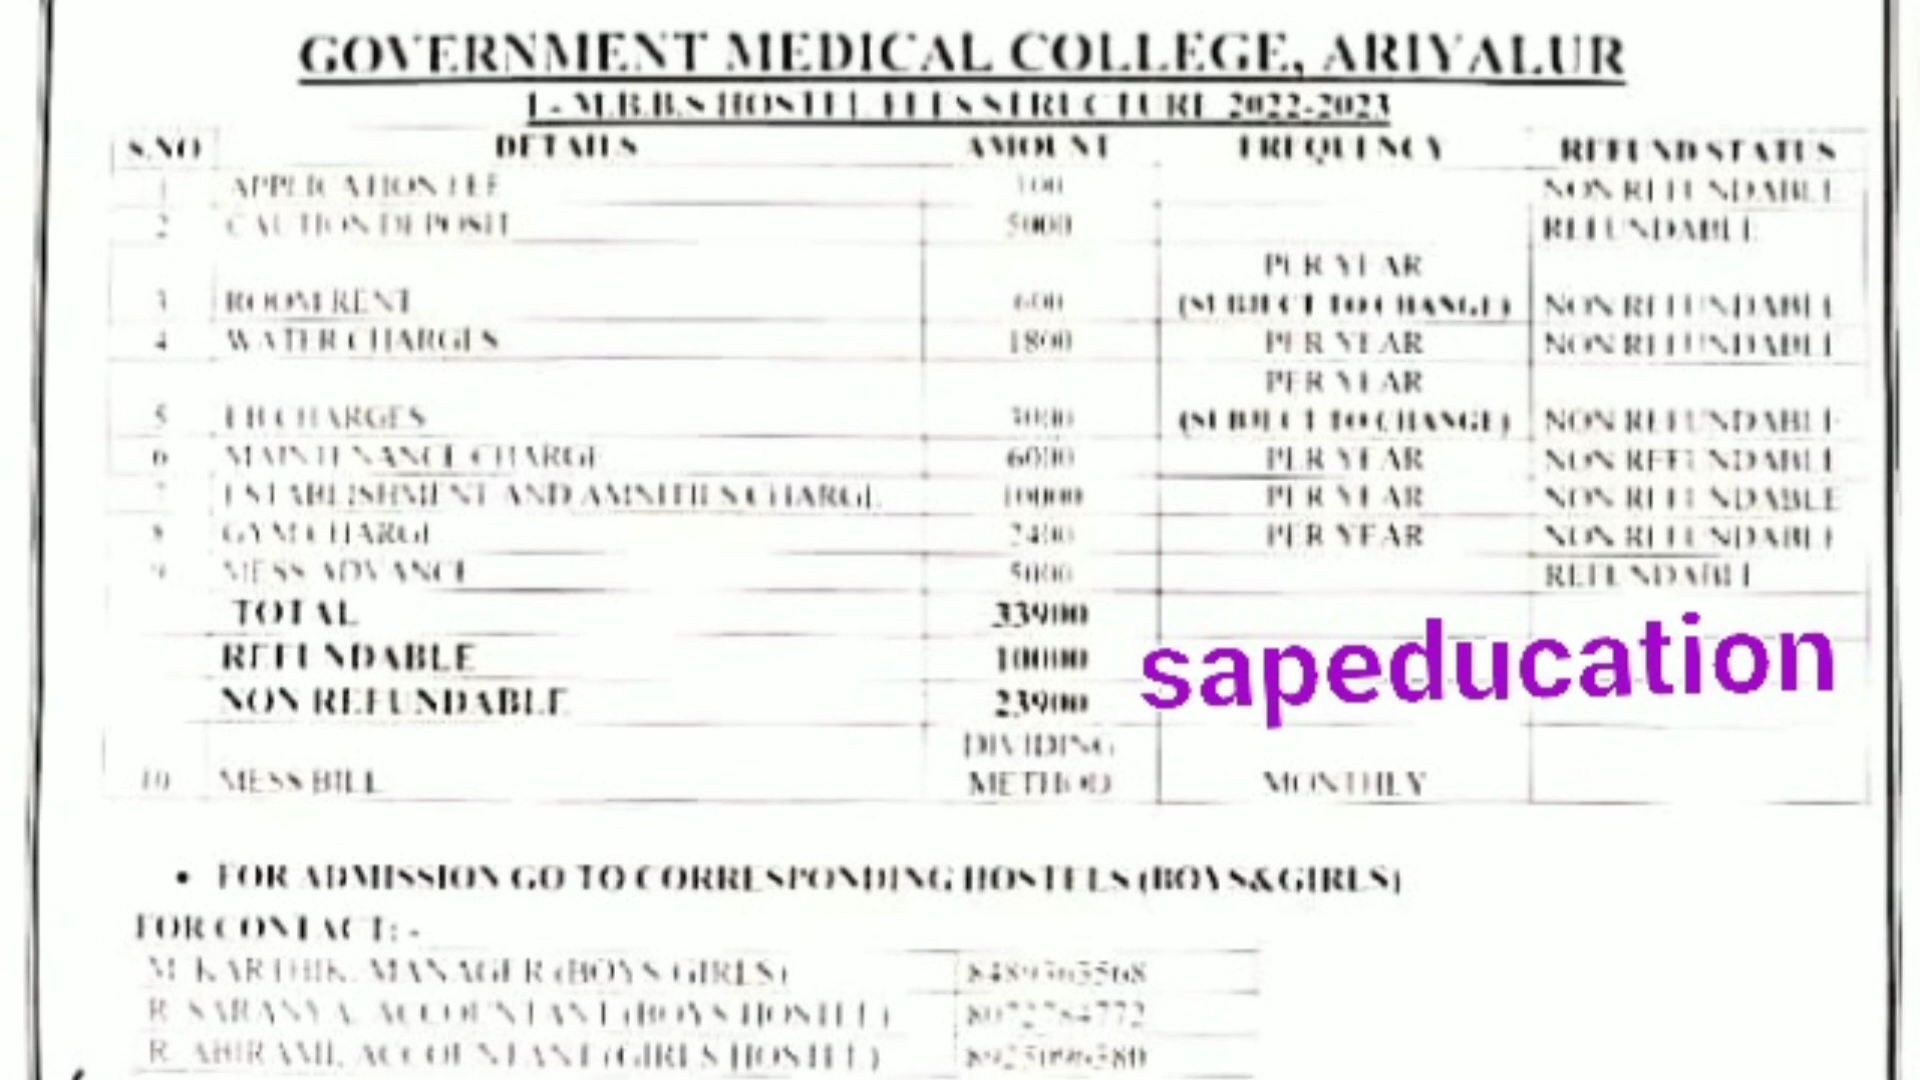 GOVERNMENT MEDICAL COLLEGE, ARIYALUR
I - M.B.B.S HOSTEL FEES STRUCTURE 2022-2023
S.NO DETAILS AMOUNT FREQUENCY REFUND STATUS
1 APPLICATION FEE 100 NON REFUNDABLE
2 CAUTION DEPOSIT 5000 REFUNDABLE
PER YEAR
3 ROOM RENT 600 (SUBJECT TO CHANGE) NON REFUNDABLE
4 WATER CHARGES 1800 PER YEAR NON REFUNDABLE
PER YEAR
5 EB CHARGES 3000 (SUBJECT TO CHANGE) NON REFUNDABLE
6 MAINTENANCE CHARGE 6000 PER YEAR NON REFUNDABLE
7 ESTABLISHMENT AND AMNITIES CHARGE 10000 PER YEAR NON REFUNDABLE
8 GYM CHARGE 2400 PER YEAR NON REFUNDABLE
9 MESS ADVANCE 5000 REFUNDABLE
TOTAL 33900
REFUNDABLE 10000
NON REFUNDABLE 23900
sapeducation
DIVIDING
10 MESS BILL METHOD MONTHLY
• FOR ADMISSION GO TO CORRESPONDING HOSTELS (BOYS&GIRLS)
FOR CONTACT: -
M. KARTHIK, MANAGER (BOYS GIRLS)
R. SARANYA, ACCOUNTANT (BOYS HOSTEL)
R. ABIRAMI, ACCOUNTANT (GIRLS HOSTEL)